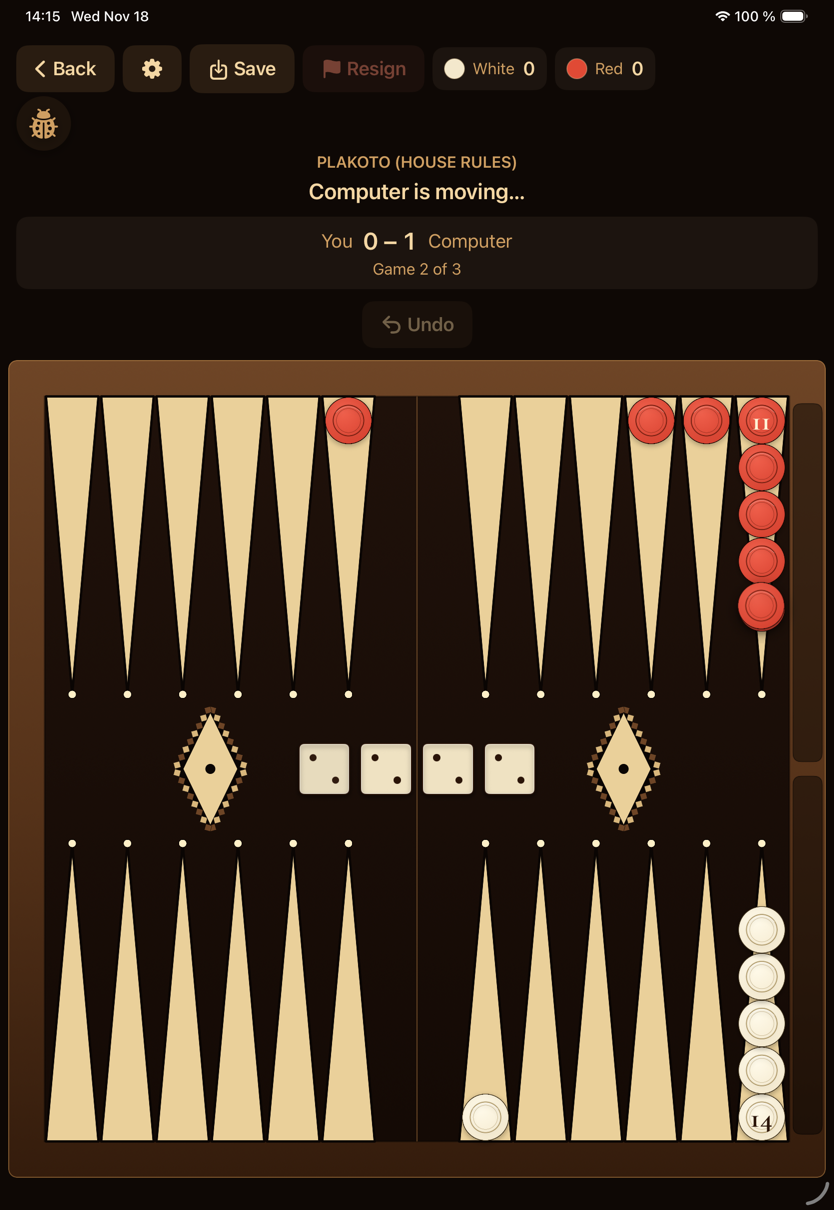 14:15 Wed Nov 18 100 %
Back Save Resign White 0 Red 0
PLAKOTO (HOUSE RULES)
Computer is moving...
You 0 – 1 Computer
Game 2 of 3
Undo
11
14